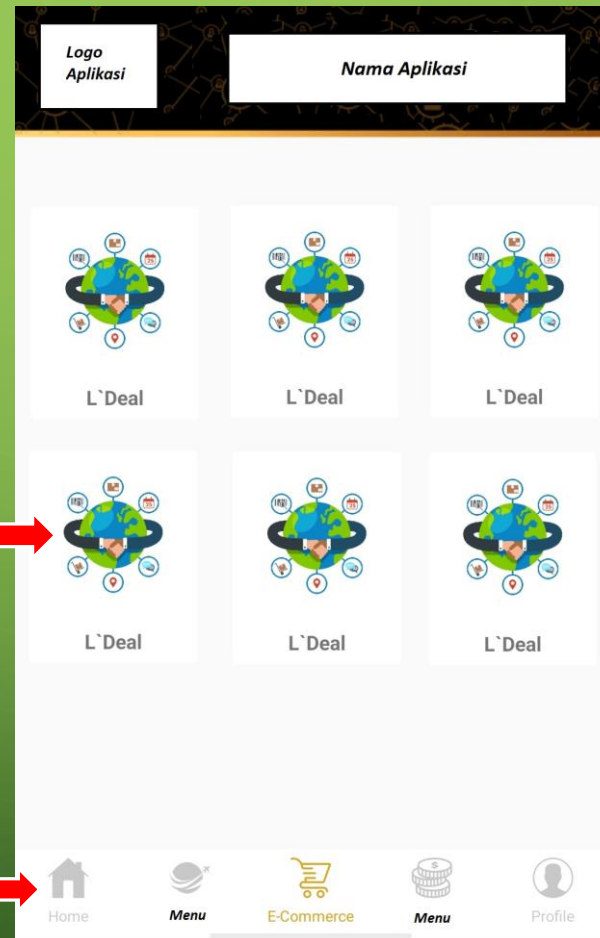 Logo
Aplikasi
Nama Aplikasi
L`Deal
L`Deal
L`Deal
L`Deal
L`Deal
L`Deal
Home
Menu
E-Commerce
Menu
Profile